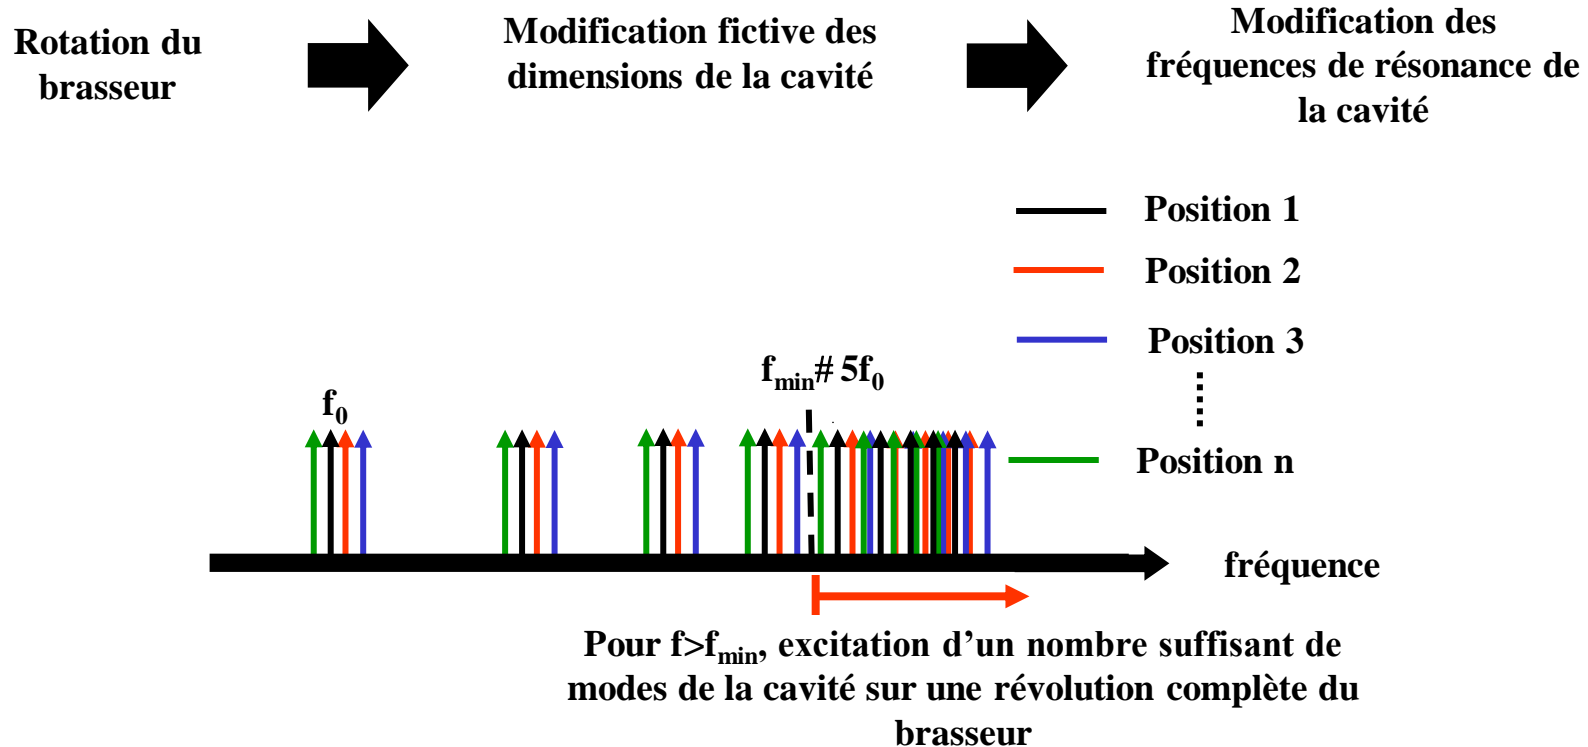 Rotation du
brasseur
Modification fictive des
dimensions de la cavité
Modification des
fréquences de résonance de
la cavité
Position 1
Position 2
Position 3
Position n
f0
fmin# 5f0
fréquence
Pour f>fmin, excitation d’un nombre suffisant de
modes de la cavité sur une révolution complète du
brasseur